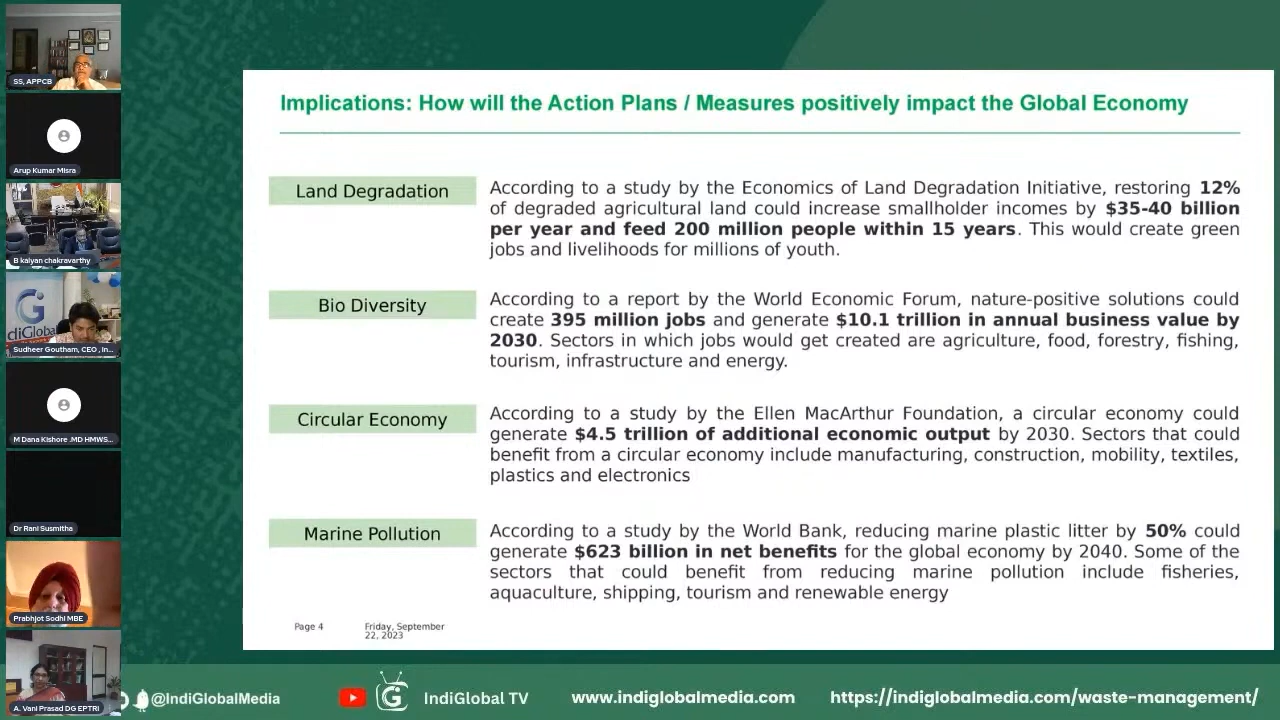 SS, APPCB
Arup Kumar Misra
B kalyan chakravarthy
G
diGlobal
Sudheer Goutham, CEO , In...
M Dana Kishore .MD HMWS...
Dr Rani Susmitha
Prabhjot Sodhi MBE
A. Vani Prasad DG EPTRI
Implications: How will the Action Plans / Measures positively impact the Global Economy
Land Degradation
According to a study by the Economics of Land Degradation Initiative, restoring 12%
of degraded agricultural land could increase smallholder incomes by $35-40 billion
per year and feed 200 million people within 15 years. This would create green
jobs and livelihoods for millions of youth.
Bio Diversity
According to a report by the World Economic Forum, nature-positive solutions could
create 395 million jobs and generate $10.1 trillion in annual business value by
2030. Sectors in which jobs would get created are agriculture, food, forestry, fishing,
tourism, infrastructure and energy.
Circular Economy
According to a study by the Ellen MacArthur Foundation, a circular economy could
generate $4.5 trillion of additional economic output by 2030. Sectors that could
benefit from a circular economy include manufacturing, construction, mobility, textiles,
plastics and electronics
Marine Pollution
According to a study by the World Bank, reducing marine plastic litter by 50% could
generate $623 billion in net benefits for the global economy by 2040. Some of the
sectors that could benefit from reducing marine pollution include fisheries,
aquaculture, shipping, tourism and renewable energy
Page 4
Friday, September
22, 2023
@IndiGlobalMedia
G
IndiGlobal TV
www.indiglobalmedia.com
https://indiglobalmedia.com/waste-management/